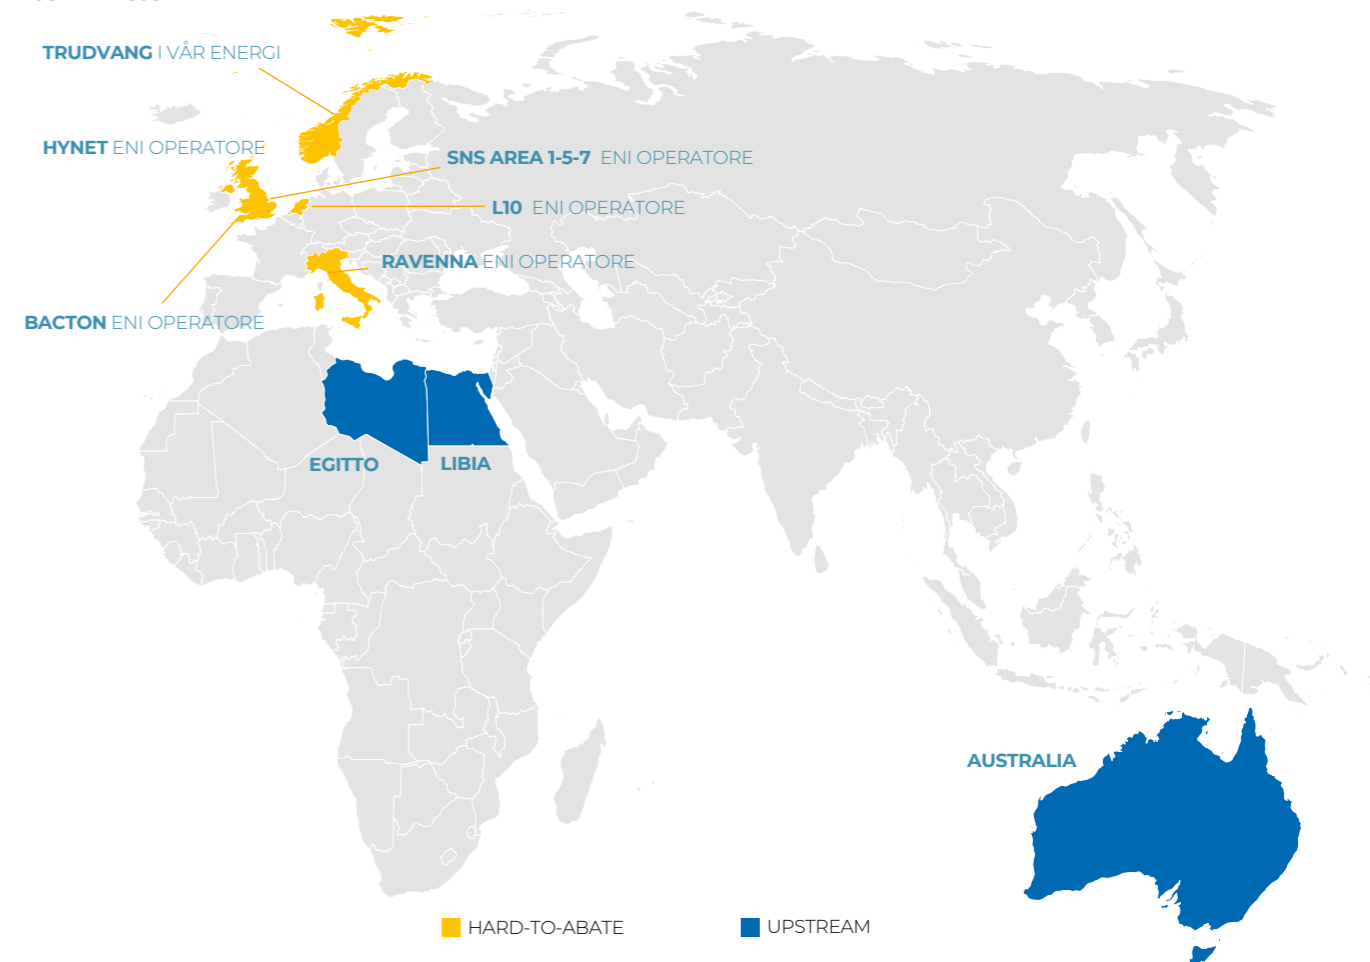 TRUDVANG I VÅR ENERGI
HYNET ENI OPERATORE
SNS AREA 1-5-7 ENI OPERATORE
L10 ENI OPERATORE
RAVENNA ENI OPERATORE
BACTON ENI OPERATORE
EGITTO
LIBIA
AUSTRALIA
HARD-TO-ABATE
UPSTREAM